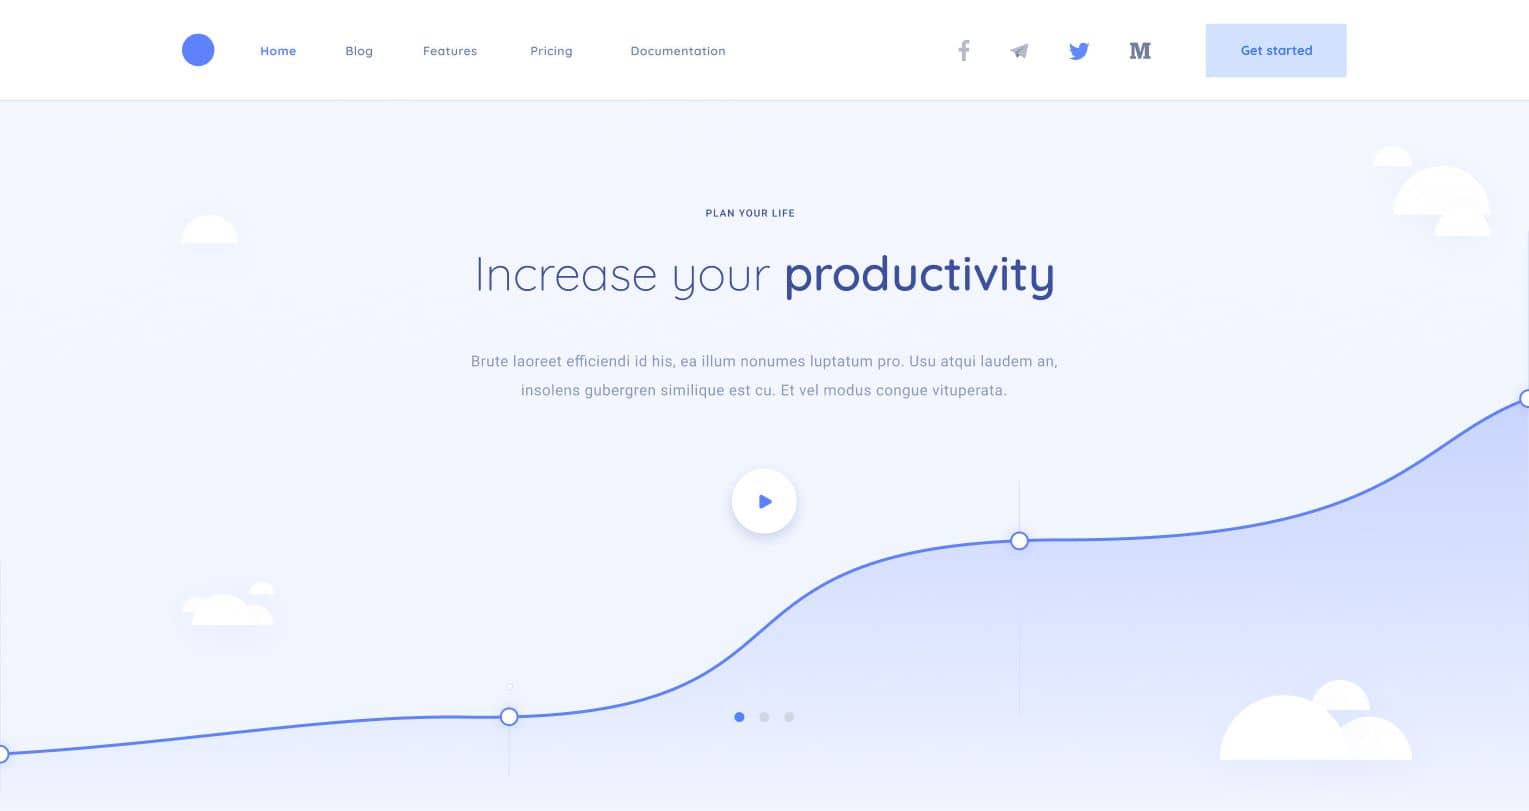 Home Blog Features Pricing Documentation Get started
PLAN YOUR LIFE
Increase your productivity
Brute laoreet efficiendi id his, ea illum nonumes luptatum pro. Usu atqui laudem an,
insolens gubergren similique est cu. Et vel modus congue vituperata.